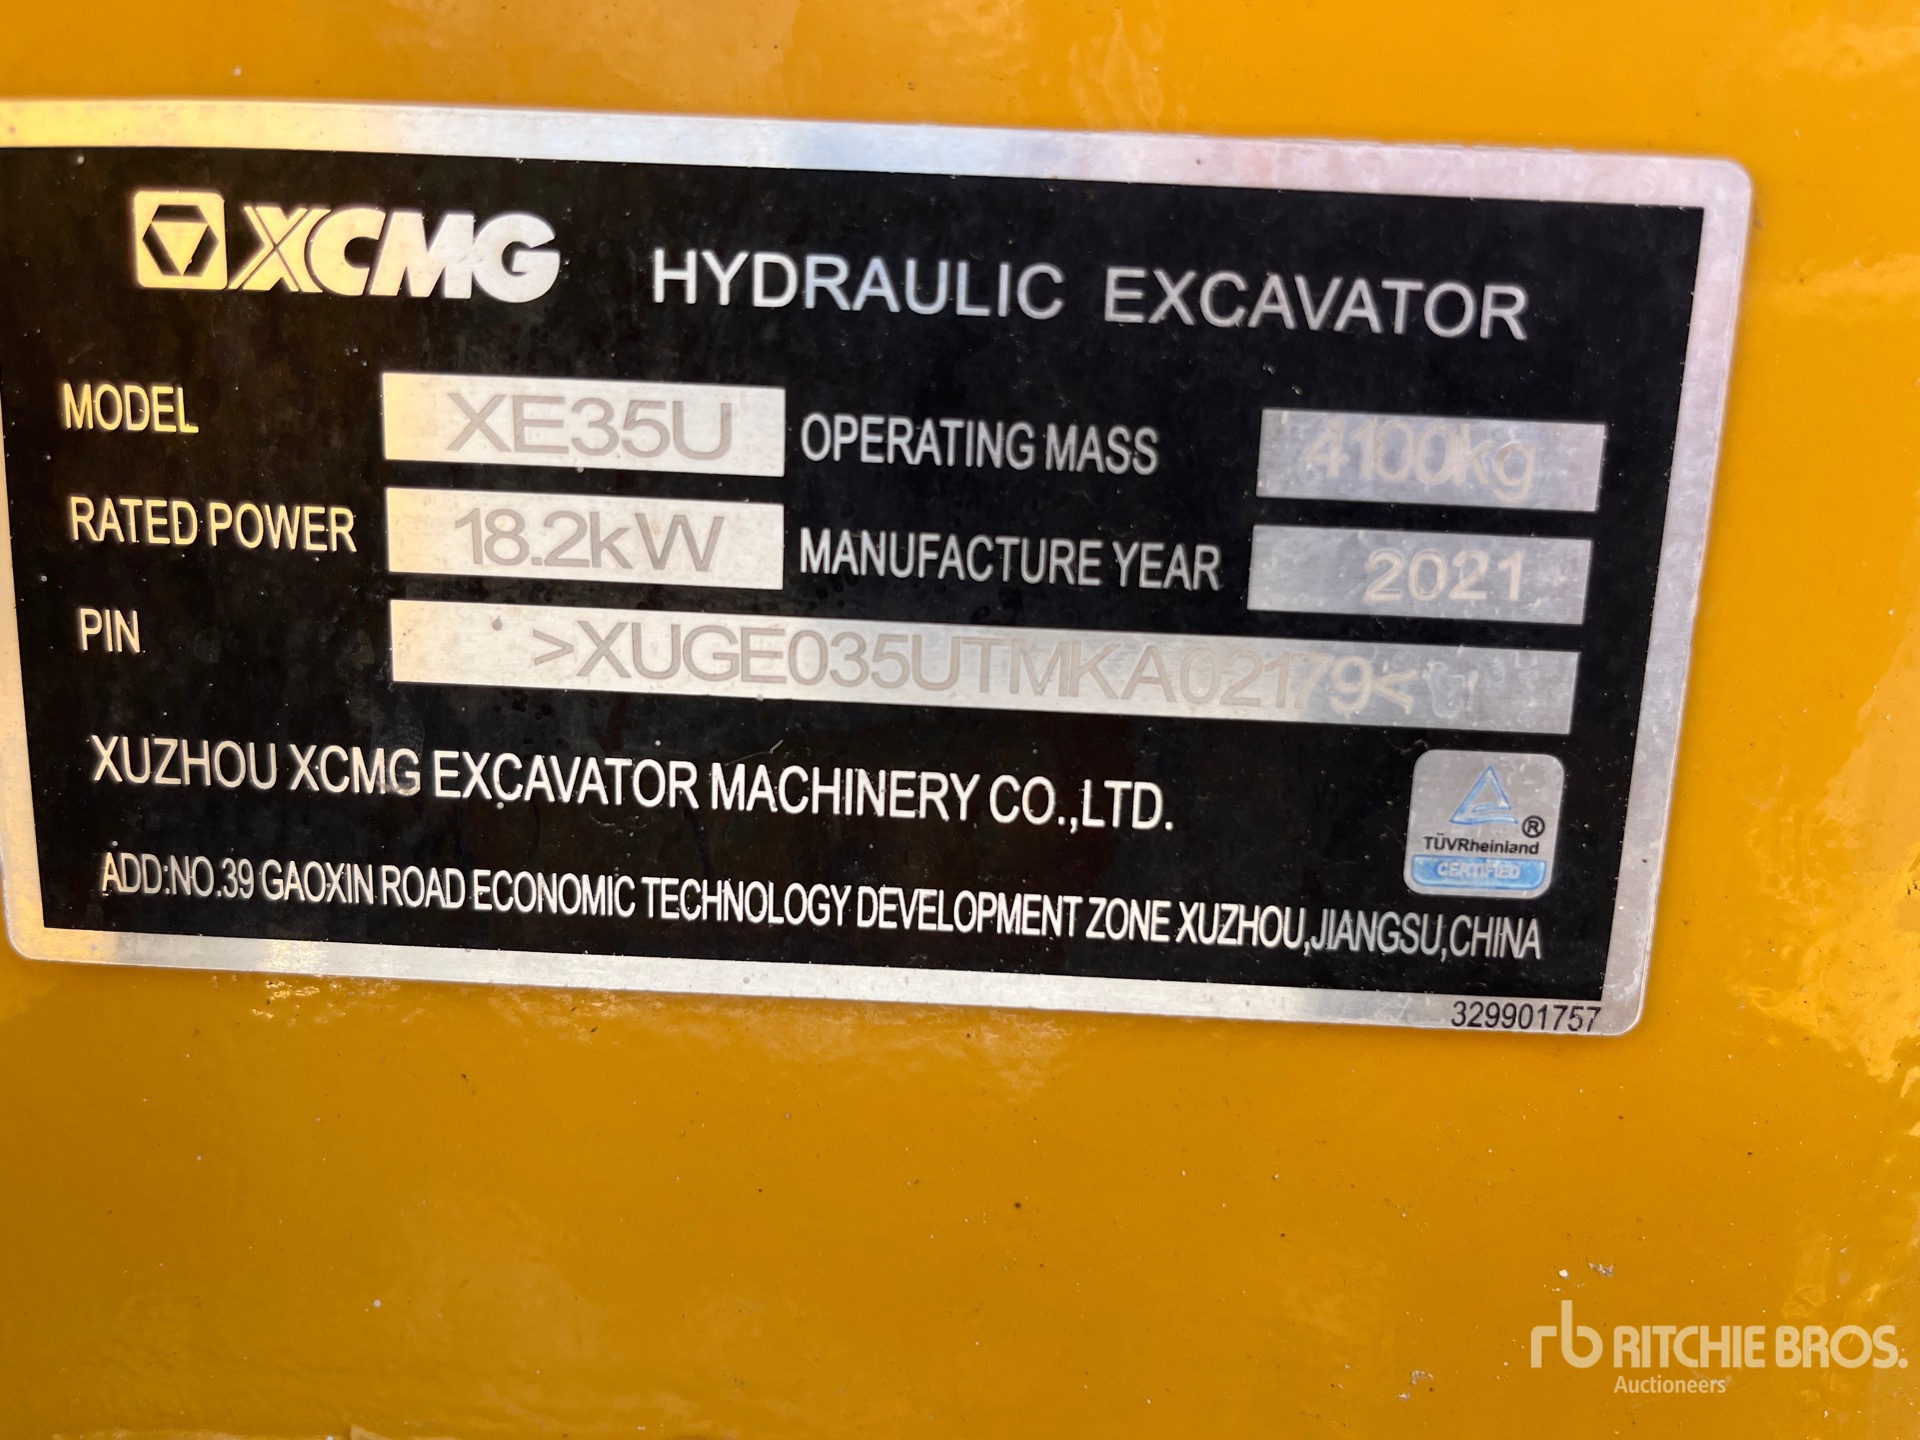 XCMG HYDRAULIC EXCAVATOR
MODEL XE35U OPERATING MASS 4100kg
RATED POWER 18.2kW MANUFACTURE YEAR 2021
PIN >XUGE035UTMKA02179<
XUZHOU XCMG EXCAVATOR MACHINERY CO.,LTD.
TÜVRheinland ®
CERTIFIED
ADD:NO.39 GAOXIN ROAD ECONOMIC TECHNOLOGY DEVELOPMENT ZONE XUZHOU,JIANGSU,CHINA
329901757
rb RITCHIE BROS.
Auctioneers